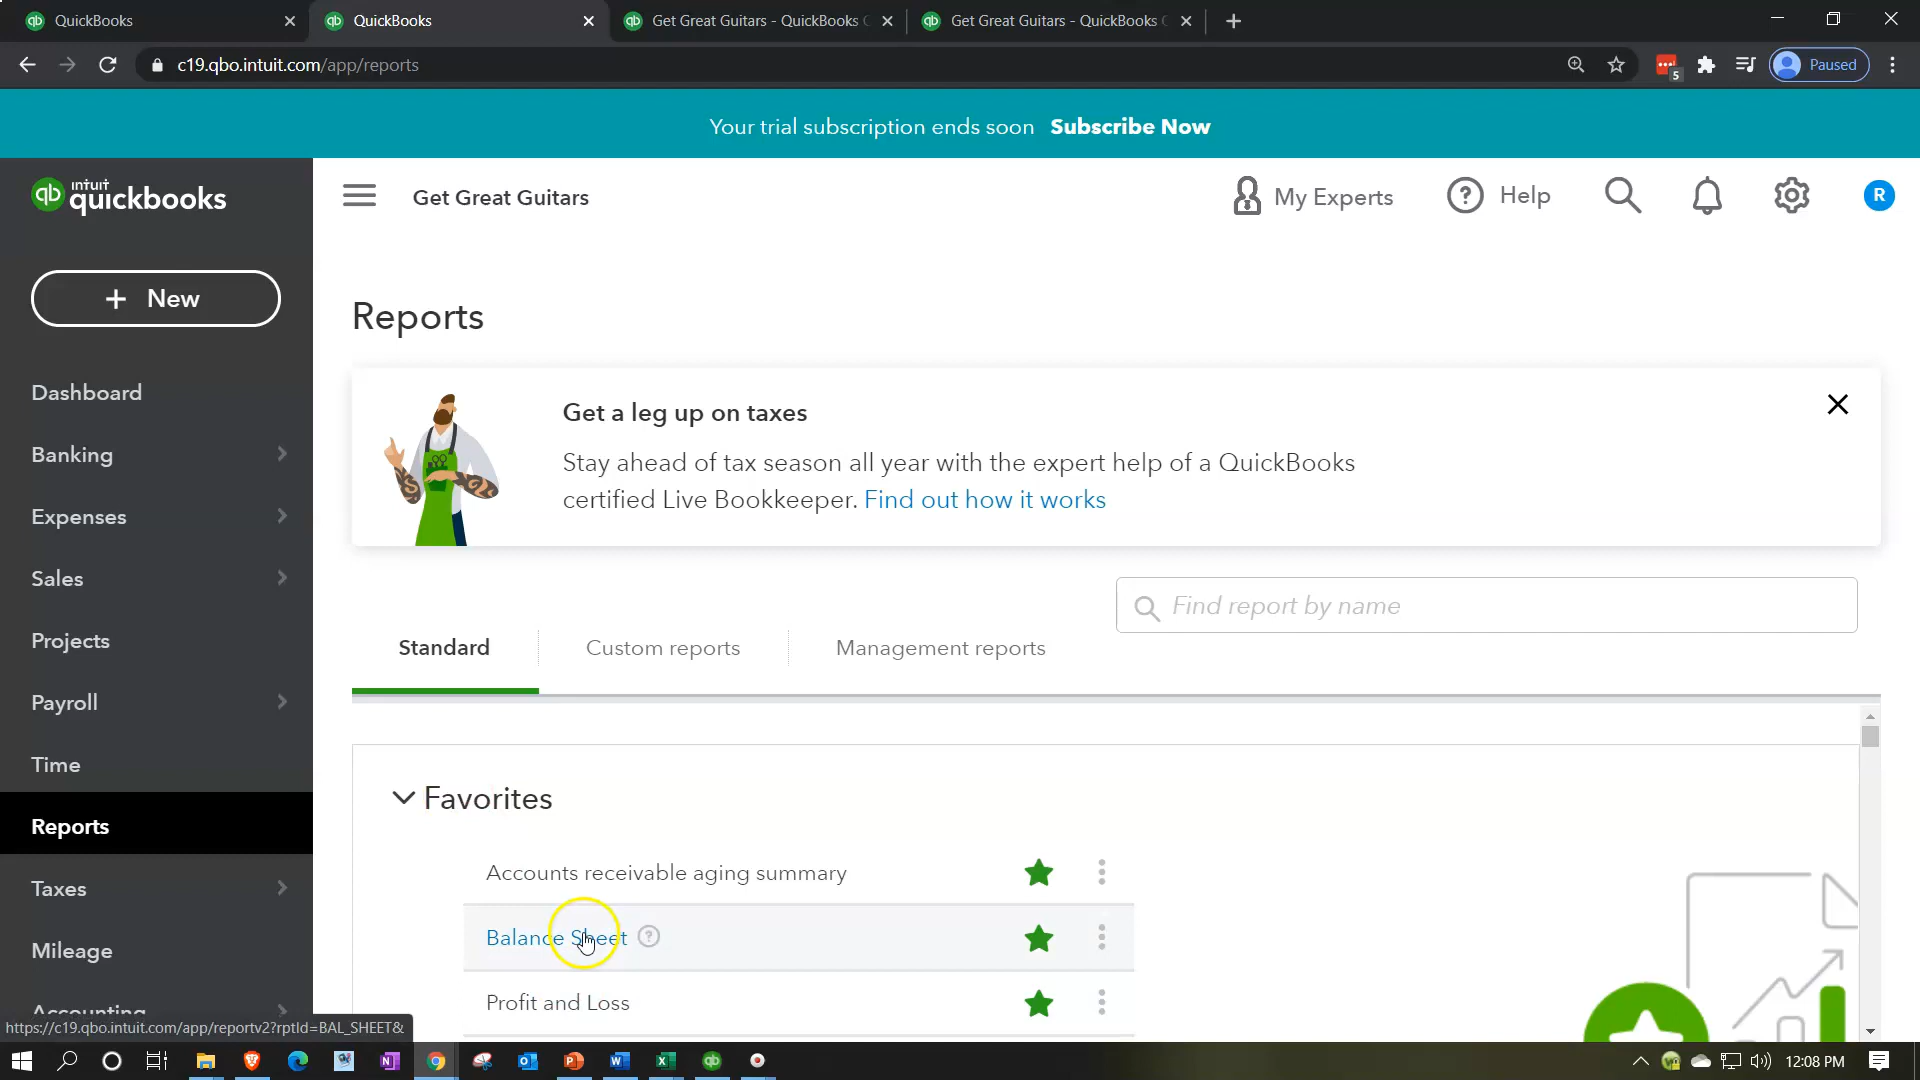 QuickBooks
QuickBooks
Get Great Guitars - QuickBooks
Get Great Guitars - QuickBooks
c19.qbo.intuit.com/app/reports
5
Paused
Your trial subscription ends soon Subscribe Now
qb intuit quickbooks
Get Great Guitars
My Experts
? Help
R
+ New
Reports
Get a leg up on taxes
Stay ahead of tax season all year with the expert help of a QuickBooks
certified Live Bookkeeper. Find out how it works
Dashboard
Banking
Expenses
Sales
Projects
Payroll
Time
Reports
Taxes
Mileage
Accounting
Find report by name
Standard
Custom reports
Management reports
Favorites
Accounts receivable aging summary
Balance Sheet ?
Profit and Loss
https://c19.qbo.intuit.com/app/reportv2?rptId=BAL_SHEET&
12:08 PM